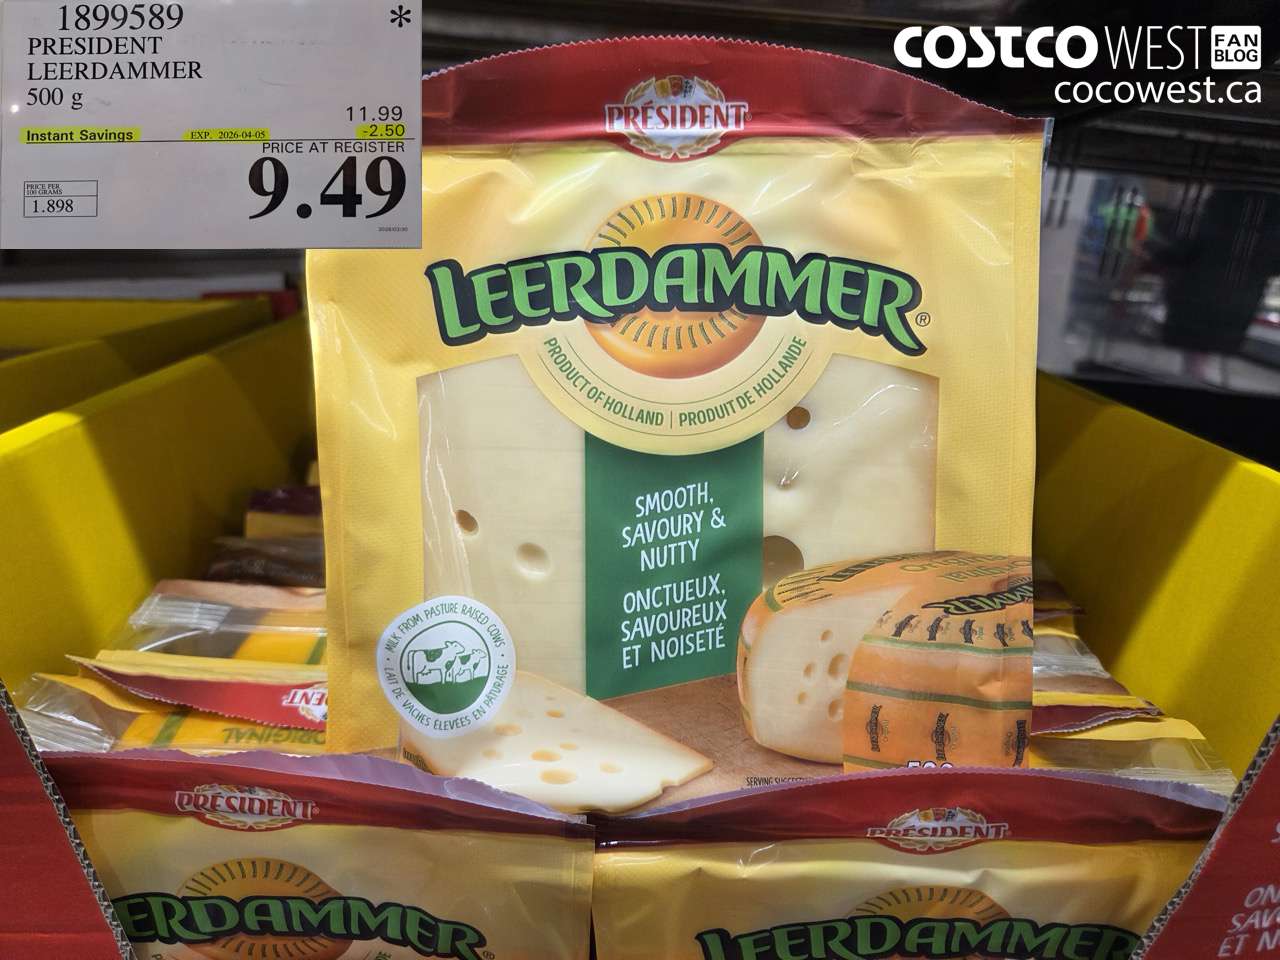 1899589
*
PRESIDENT
LEERDAMMER
500 g
11.99
Instant Savings
EXP. 2026-04-05
-2.50
PRICE AT REGISTER
9.49
PRICE PER
100 GRAMS
1.898
COSTCO WEST FAN BLOG
cocowest.ca
PRÉSIDENT
LEERDAMMER®
PRODUCT OF HOLLAND | PRODUIT DE HOLLANDE
SMOOTH,
SAVOURY &
NUTTY
ONCTUEUX,
SAVOUREUX
ET NOISETÉ
MILK FROM PASTURE RAISED COWS
LAIT DE VACHES ÉLEVÉES EN PÂTURAGE
ORIGINAL
PRÉSIDENT
ERDAMMER®
PRÉSIDENT
LEERDAMMER
ET N